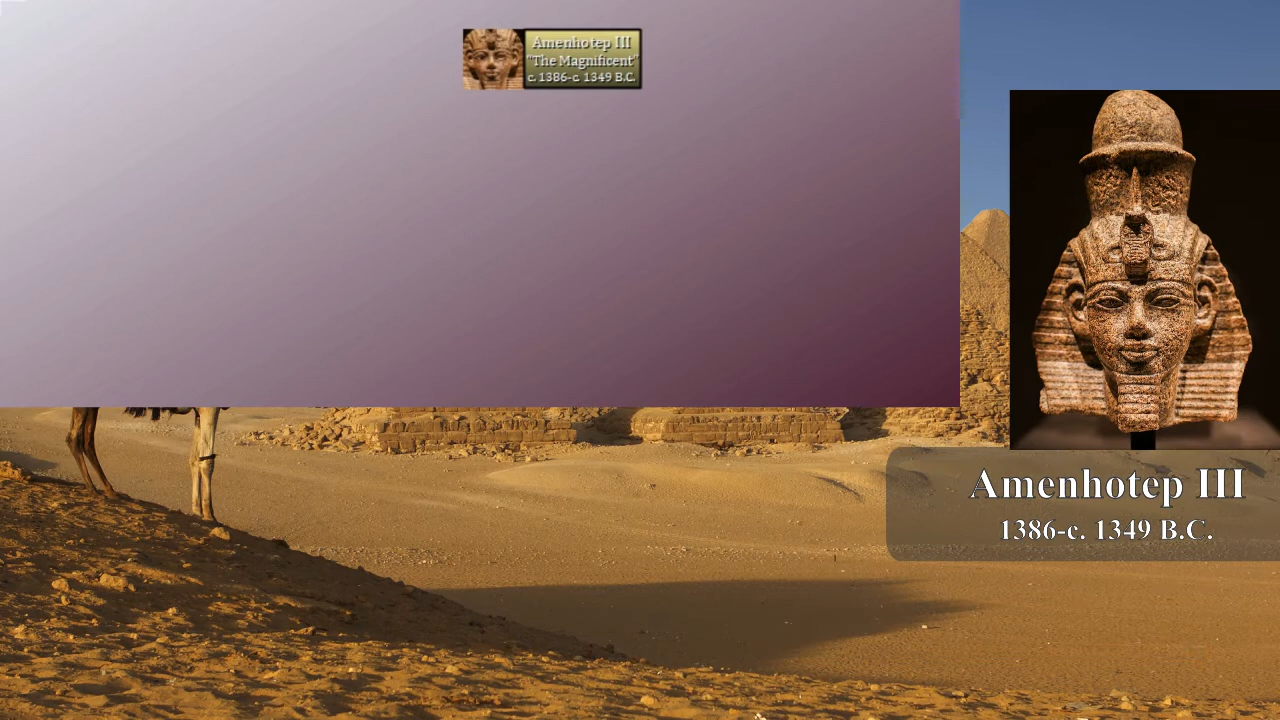 Amenhotep III
"The Magnificent"
c. 1386-c. 1349 B.C.
Amenhotep III
1386-c. 1349 B.C.